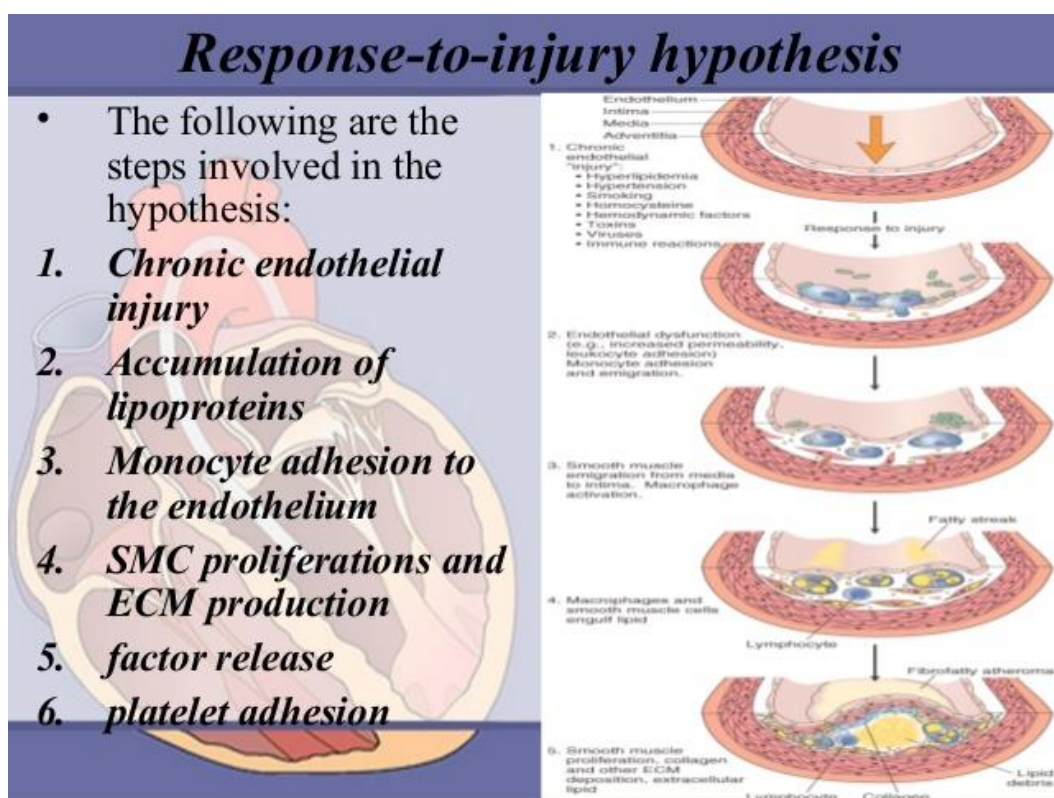 Response-to-injury hypothesis
• The following are the
steps involved in the
hypothesis:
1. Chronic endothelial
injury
2. Accumulation of
lipoproteins
3. Monocyte adhesion to
the endothelium
4. SMC proliferations and
ECM production
5. factor release
6. platelet adhesion
Endothelium
Intima
Media
Adventitia
1. Chronic
endothelial
"injury":
• Hyperlipidemia
• Hypertension
• Smoking
• Homocysteine
• Hemodynamic factors
• Toxins
• Viruses
• Immune reactions
Response to injury
2. Endothelial dysfunction
(e.g., increased permeability,
leukocyte adhesion)
Monocyte adhesion
and emigration.
3. Smooth muscle
emigration from media
to intima. Macrophage
activation.
Fatty streak
4. Macrophages and
smooth muscle cells
engulf lipid
Lymphocyte
Fibrofatty atheroma
5. Smooth muscle
proliferation, collagen
and other ECM
deposition, extracellular
lipid
Lipid
debris
Lymphocyte
Collagen